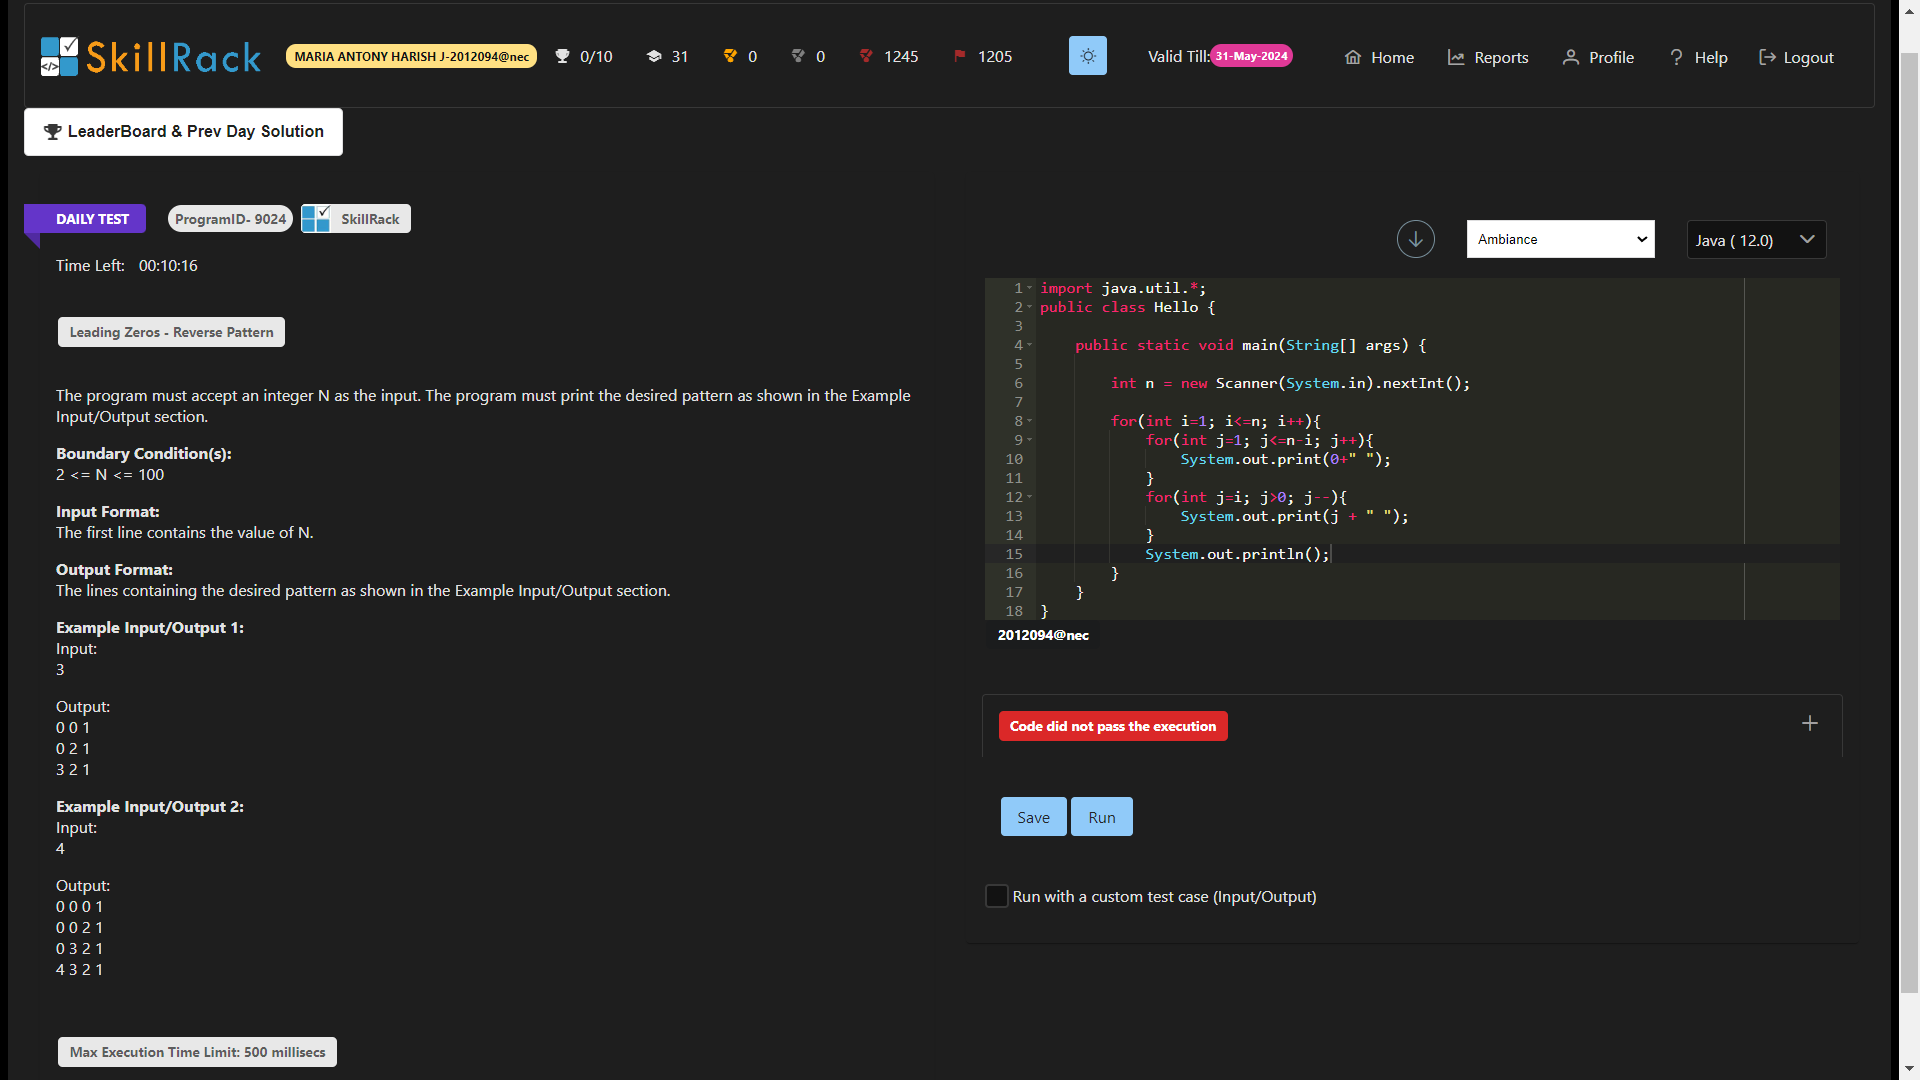 SkillRack
MARIA ANTONY HARISH J-2012094@nec
0/10
31
0
0
1245
1205
Valid Till: 31-May-2024
Home
Reports
Profile
? Help
Logout
LeaderBoard & Prev Day Solution
DAILY TEST
ProgramID- 9024
SkillRack
Time Left: 00:10:16
Leading Zeros - Reverse Pattern
The program must accept an integer N as the input. The program must print the desired pattern as shown in the Example
Input/Output section.
Boundary Condition(s):
2 <= N <= 100
Input Format:
The first line contains the value of N.
Output Format:
The lines containing the desired pattern as shown in the Example Input/Output section.
Example Input/Output 1:
Input:
3
Output:
0 0 1
0 2 1
3 2 1
Example Input/Output 2:
Input:
4
Output:
0 0 0 1
0 0 2 1
0 3 2 1
4 3 2 1
Max Execution Time Limit: 500 millisecs
Ambiance
Java ( 12.0)
1 import java.util.*;
2 public class Hello {
3
4 public static void main(String[] args) {
5
6 int n = new Scanner(System.in).nextInt();
7
8 for(int i=1; i<=n; i++){
9 for(int j=1; j<=n-i; j++){
10 System.out.print(0+" ");
11 }
12 for(int j=i; j>0; j--){
13 System.out.print(j + " ");
14 }
15 System.out.println();
16 }
17 }
18 }
2012094@nec
Code did not pass the execution
+
Save
Run
Run with a custom test case (Input/Output)